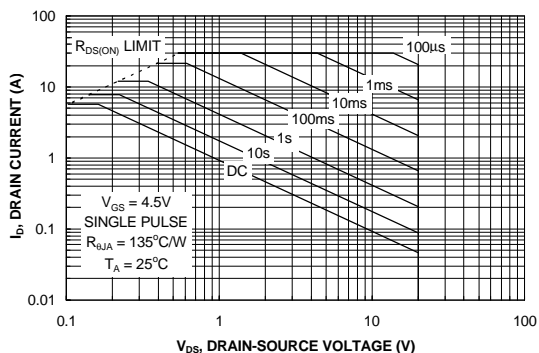 100
10
1
0.1
0.01
I_D, DRAIN CURRENT (A)
R_DS(ON) LIMIT
100μs
1ms
10ms
100ms
1s
10s
DC
V_GS = 4.5V
SINGLE PULSE
R_θJA = 135°C/W
T_A = 25°C
0.1
1
10
100
V_DS, DRAIN-SOURCE VOLTAGE (V)